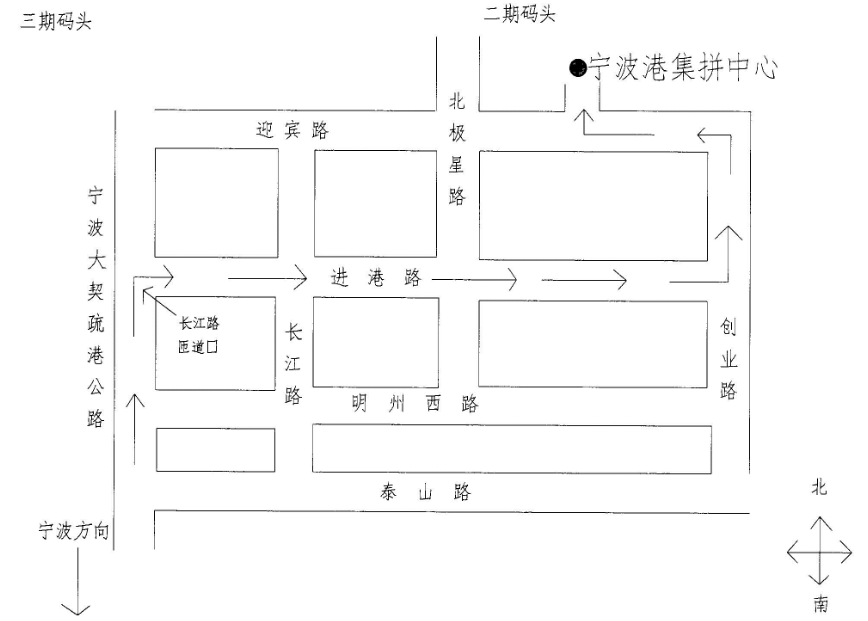 三期码头
二期码头
宁波港集拼中心
迎宾路
北极星路
宁波大契疏港公路
进港路
长江路
匝道口
长江路
创业路
明州西路
泰山路
宁波方向
北
南